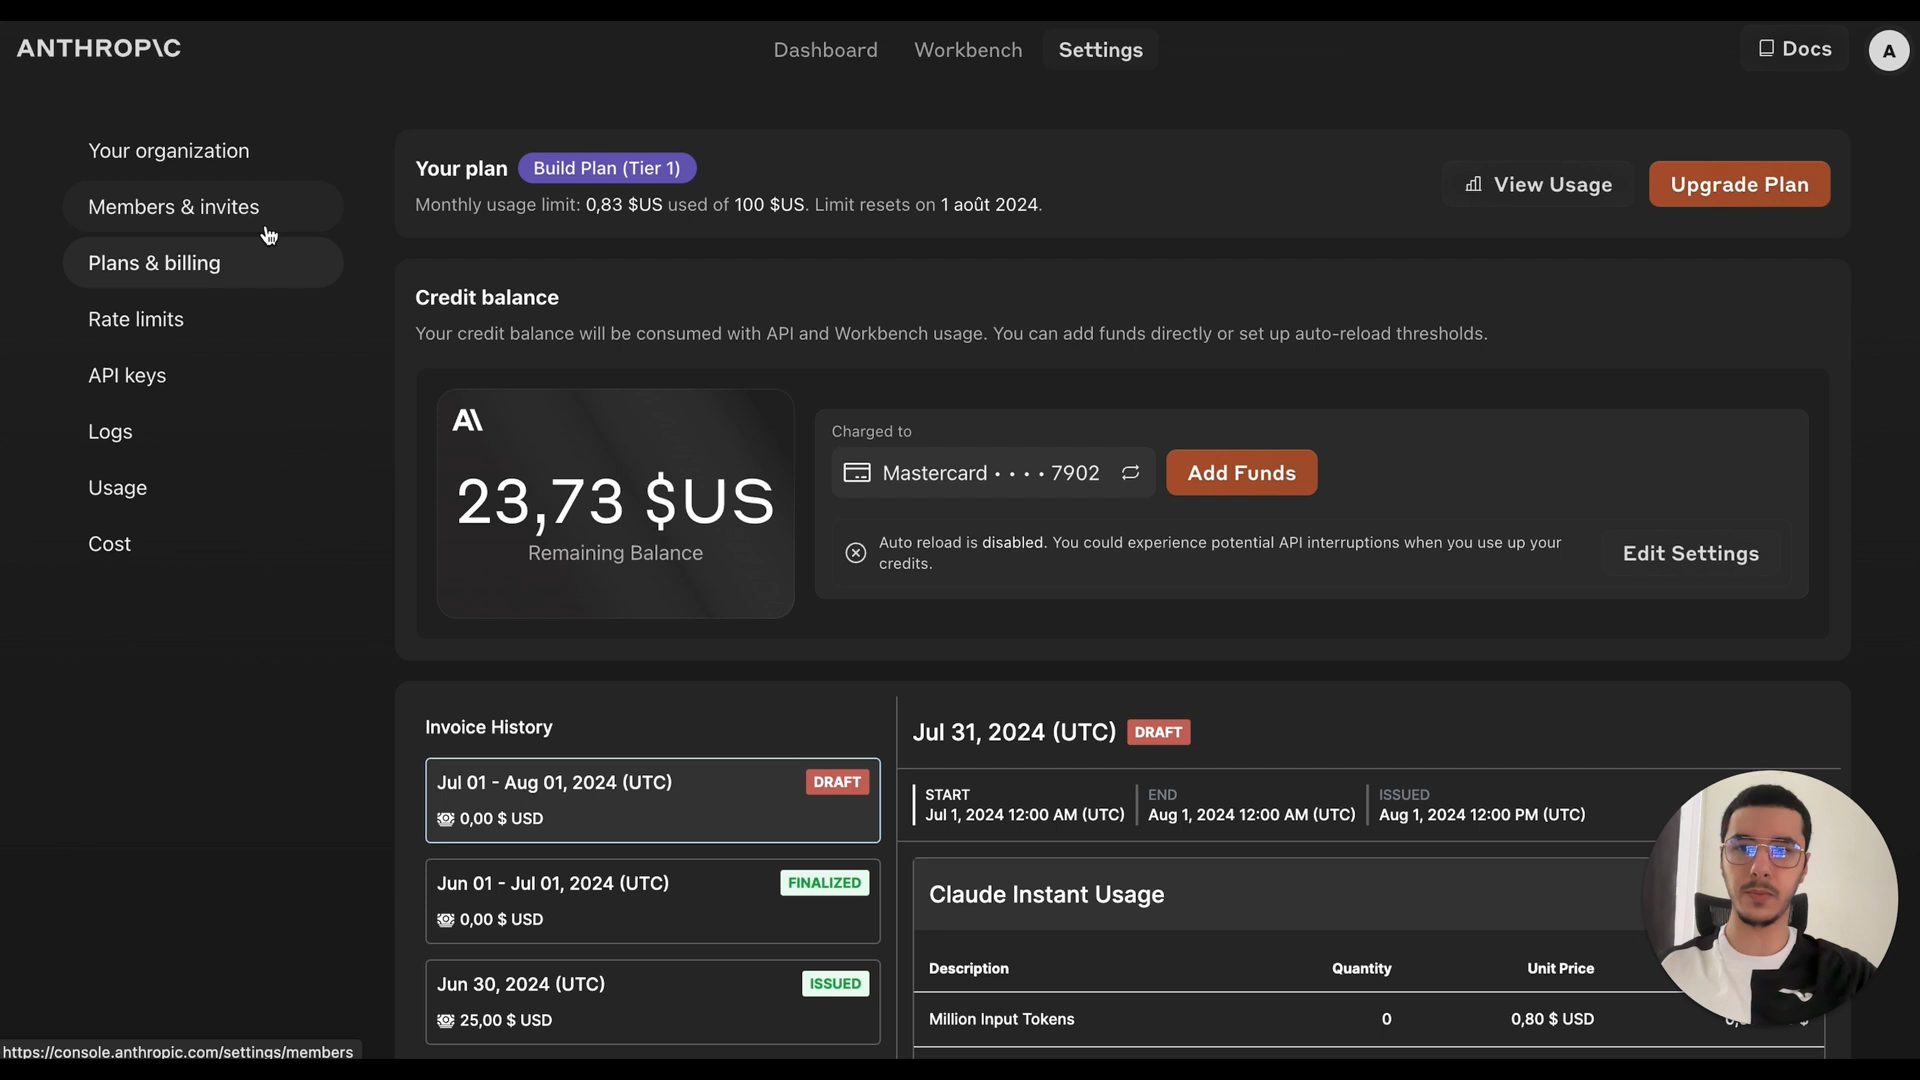 ANTHROP\C
Dashboard
Workbench
Settings
Docs
A
Your organization
Members & invites
Plans & billing
Rate limits
API keys
Logs
Usage
Cost
Your plan
Build Plan (Tier 1)
Monthly usage limit: 0,83 $US used of 100 $US. Limit resets on 1 août 2024.
View Usage
Upgrade Plan
Credit balance
Your credit balance will be consumed with API and Workbench usage. You can add funds directly or set up auto-reload thresholds.
A\
23,73 $US
Remaining Balance
Charged to
Mastercard • • • • 7902
Add Funds
Auto reload is disabled. You could experience potential API interruptions when you use up your
credits.
Edit Settings
Invoice History
Jul 01 - Aug 01, 2024 (UTC)
DRAFT
0,00 $ USD
Jun 01 - Jul 01, 2024 (UTC)
FINALIZED
0,00 $ USD
Jun 30, 2024 (UTC)
ISSUED
25,00 $ USD
Jul 31, 2024 (UTC)
DRAFT
START
Jul 1, 2024 12:00 AM (UTC)
END
Aug 1, 2024 12:00 AM (UTC)
ISSUED
Aug 1, 2024 12:00 PM (UTC)
Claude Instant Usage
Description
Quantity
Unit Price
Million Input Tokens
0
0,80 $ USD
https://console.anthropic.com/settings/members